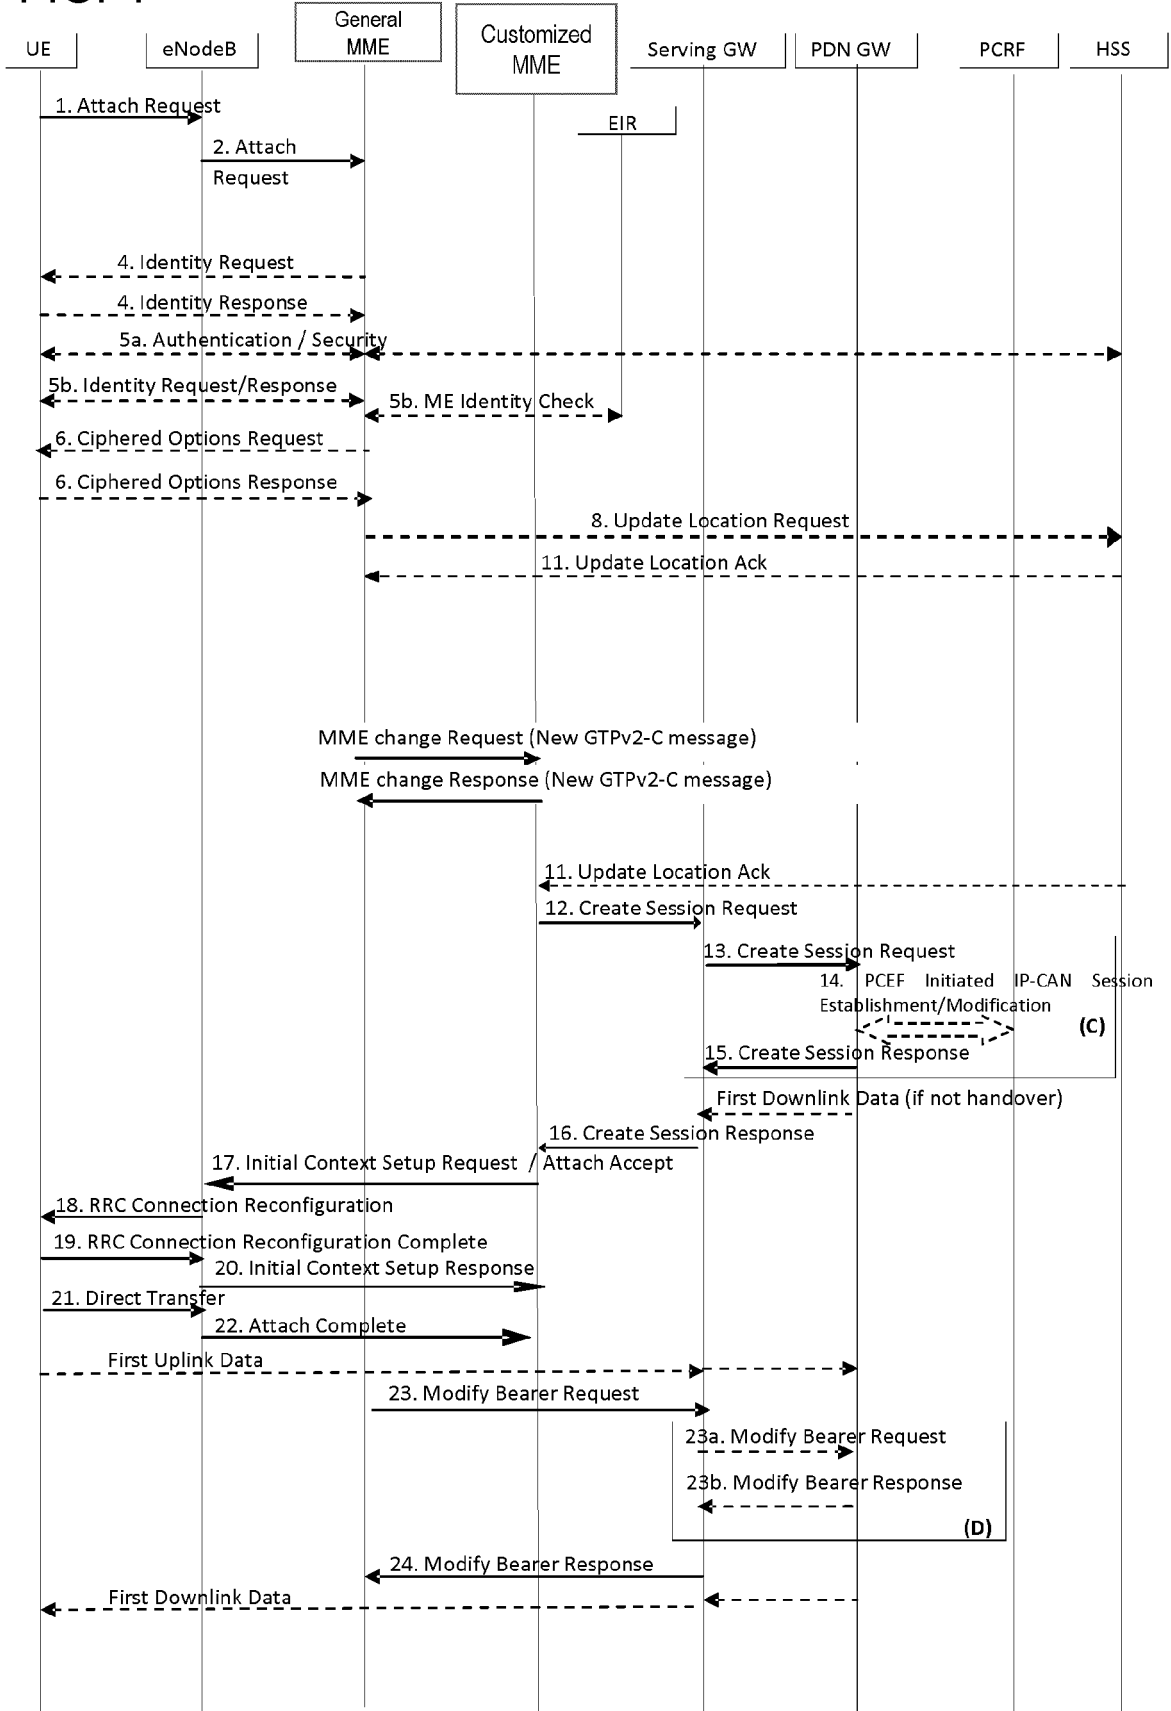 UE
eNodeB
General
MME
Customized
MME
Serving GW
PDN GW
PCRF
HSS
EIR
1. Attach Request
2. Attach
Request
4. Identity Request
4. Identity Response
5a. Authentication / Security
5b. Identity Request/Response
5b. ME Identity Check
6. Ciphered Options Request
6. Ciphered Options Response
8. Update Location Request
11. Update Location Ack
MME change Request (New GTPv2-C message)
MME change Response (New GTPv2-C message)
11. Update Location Ack
12. Create Session Request
13. Create Session Request
14. PCEF Initiated IP-CAN Session
Establishment/Modification
(C)
15. Create Session Response
First Downlink Data (if not handover)
16. Create Session Response
17. Initial Context Setup Request / Attach Accept
18. RRC Connection Reconfiguration
19. RRC Connection Reconfiguration Complete
20. Initial Context Setup Response
21. Direct Transfer
22. Attach Complete
First Uplink Data
23. Modify Bearer Request
23a. Modify Bearer Request
23b. Modify Bearer Response
(D)
24. Modify Bearer Response
First Downlink Data